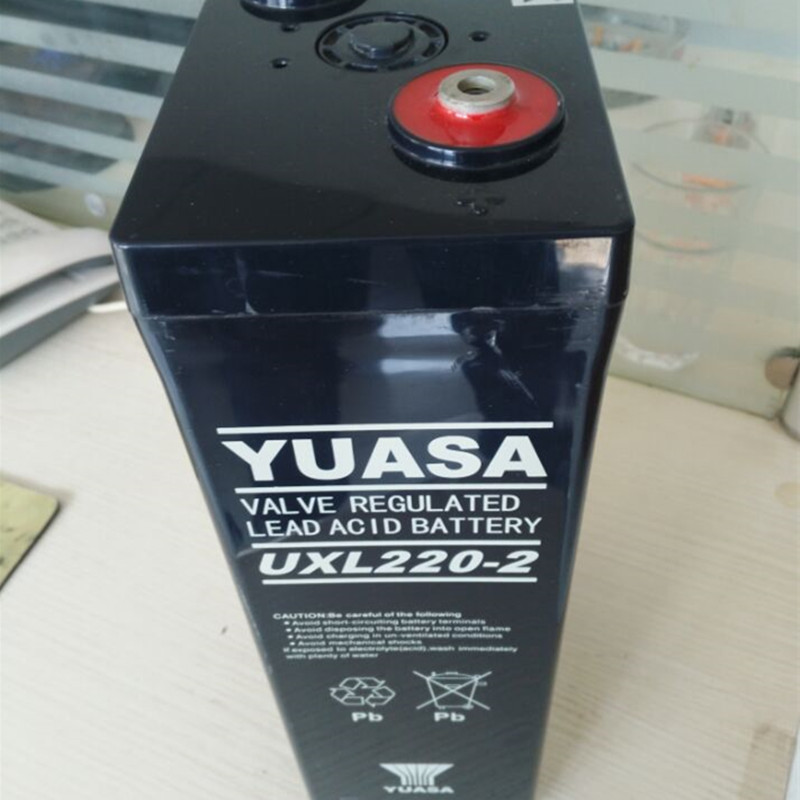 YUASA
VALVE REGULATED
LEAD ACID BATTERY
UXL220-2
CAUTION:Be careful of the following
• Avoid short-circuiting battery terminals
• Avoid disposing the battery into open flame
• Avoid charging in un-ventilated conditions
• Avoid mechanical shocks
If exposed to electrolyte(acid),wash immediately
with plenty of water
Pb Pb
YUASA